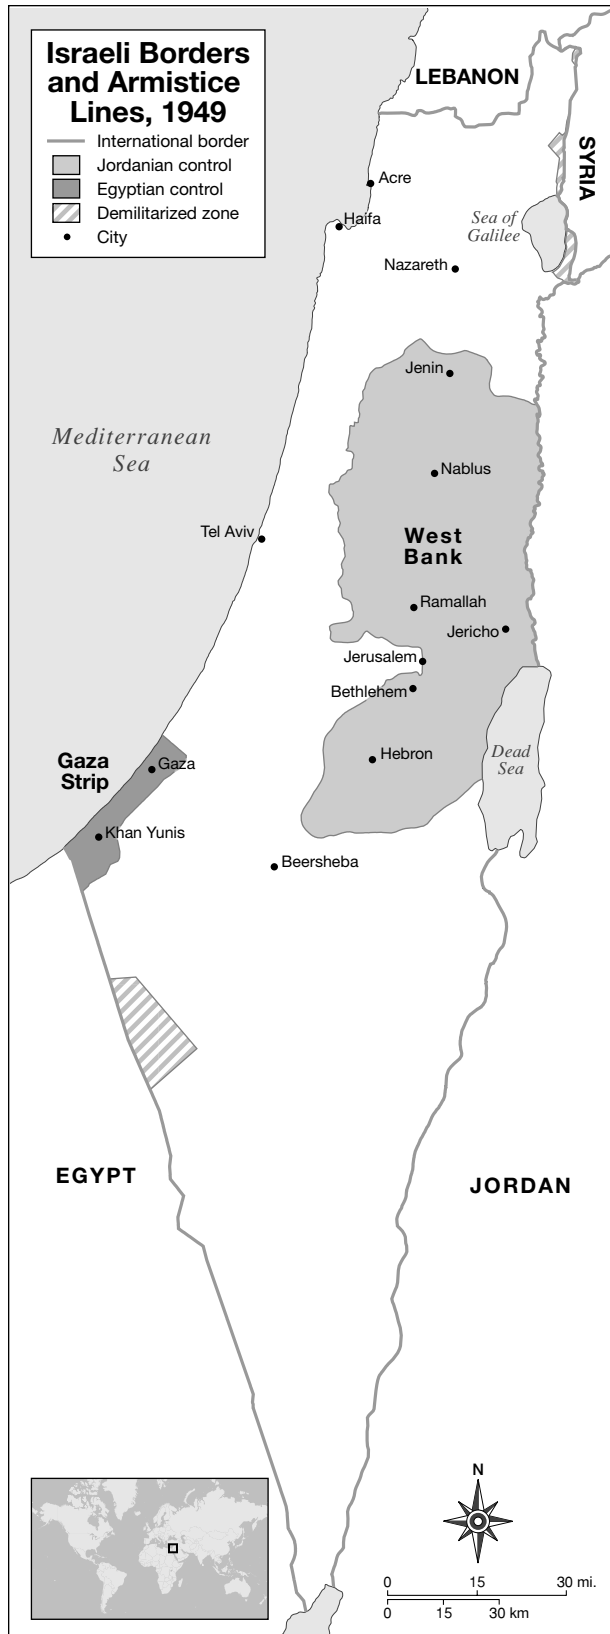 Israeli Borders
and Armistice
Lines, 1949
International border
Jordanian control
Egyptian control
Demilitarized zone
City
LEBANON
SYRIA
Acre
Haifa
Sea of
Galilee
Nazareth
Jenin
Mediterranean
Sea
Nablus
Tel Aviv
West
Bank
Ramallah
Jericho
Jerusalem
Bethlehem
Gaza
Strip
Gaza
Hebron
Dead
Sea
Khan Yunis
Beersheba
EGYPT
JORDAN
N
0 15 30 mi.
0 15 30 km